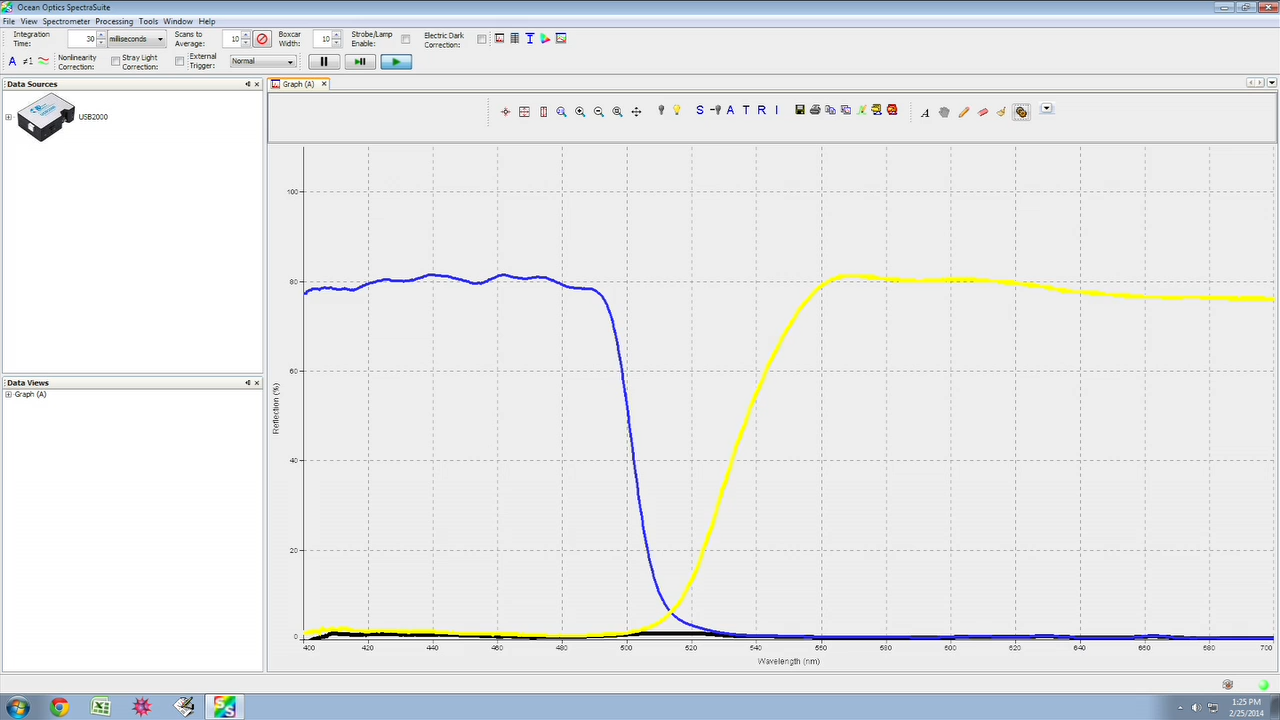 Ocean Optics SpectraSuite
File View Spectrometer Processing Tools Window Help
Integration Time: 30 miliseconds Scans to Average: 10 Boxcar Width: 10 Strobe/Lamp Enable: Electric Dark Correction:
A ≠1 Nonlinearity Correction: Stray Light Correction: External Trigger: Normal
Data Sources
USB2000
Data Views
Graph (A)
Graph (A)
S A T R I A
100
80
60
40
20
0
Reflection (%)
400 420 440 460 480 500 520 540 560 580 600 620 640 660 680 700
Wavelength (nm)
1:25 PM
2/25/2014